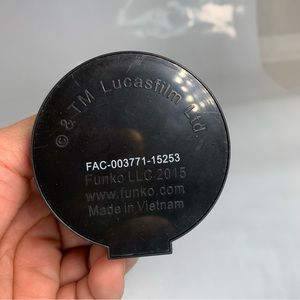 © & TM Lucasfilm Ltd.
FAC-003771-15253
Funko LLC 2015
www.funko.com
Made in Vietnam